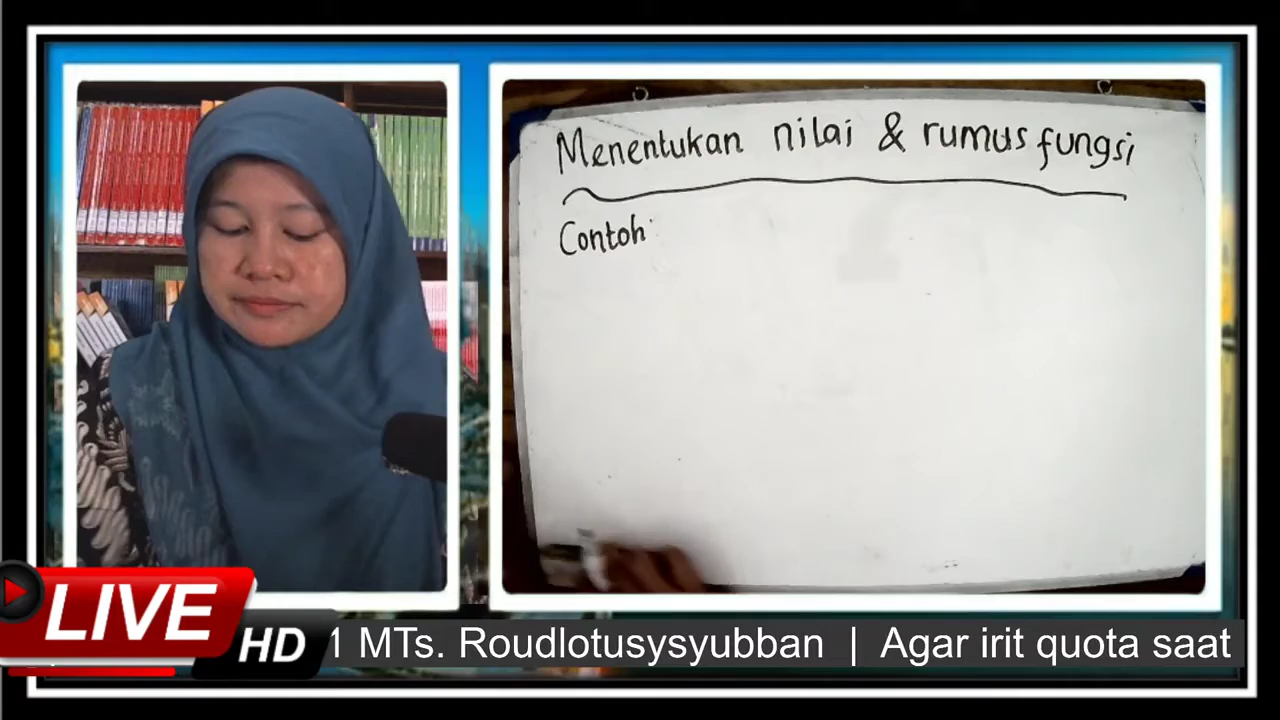 Menentukan nilai & rumus fungsi
Contoh
LIVE
HD
1 MTs. Roudlotusysyubban | Agar irit quota saat